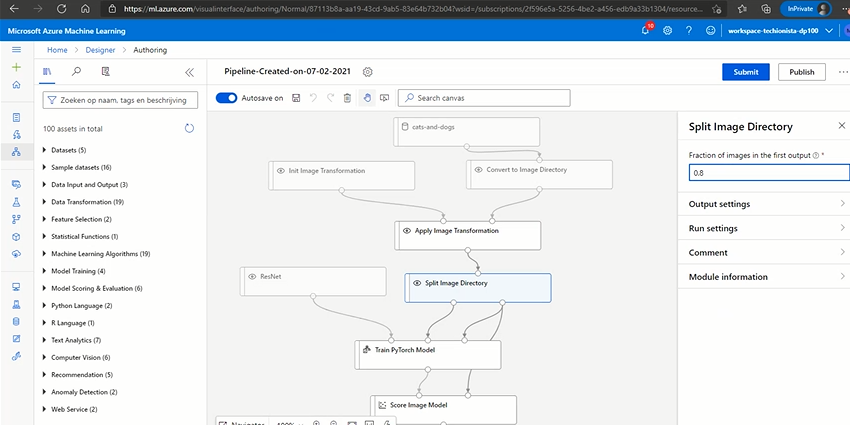 https://ml.azure.com/visualinterface/authoring/Normal/87113b8a-aa19-43cd-9ab5-83e64b732b04?wsid=/subscriptions/2f596e5a-5256-4be2-a456-edb9a33b1304/resource...
InPrivate
Microsoft Azure Machine Learning
10
workspace-techionista-dp100
Home > Designer > Authoring
Pipeline-Created-on-07-02-2021
Submit
Publish
Zoeken op naam, tags en beschrijving
Autosave on
Search canvas
100 assets in total
Datasets (5)
Sample datasets (16)
Data Input and Output (3)
Data Transformation (19)
Feature Selection (2)
Statistical Functions (1)
Machine Learning Algorithms (19)
Model Training (4)
Model Scoring & Evaluation (6)
Python Language (2)
R Language (1)
Text Analytics (7)
Computer Vision (6)
Recommendation (5)
Anomaly Detection (2)
Web Service (2)
cats-and-dogs
Init Image Transformation
Convert to Image Directory
Apply Image Transformation
ResNet
Split Image Directory
Train PyTorch Model
Score Image Model
Navigator
100%
Split Image Directory
Fraction of images in the first output *
0.8
Output settings
Run settings
Comment
Module information